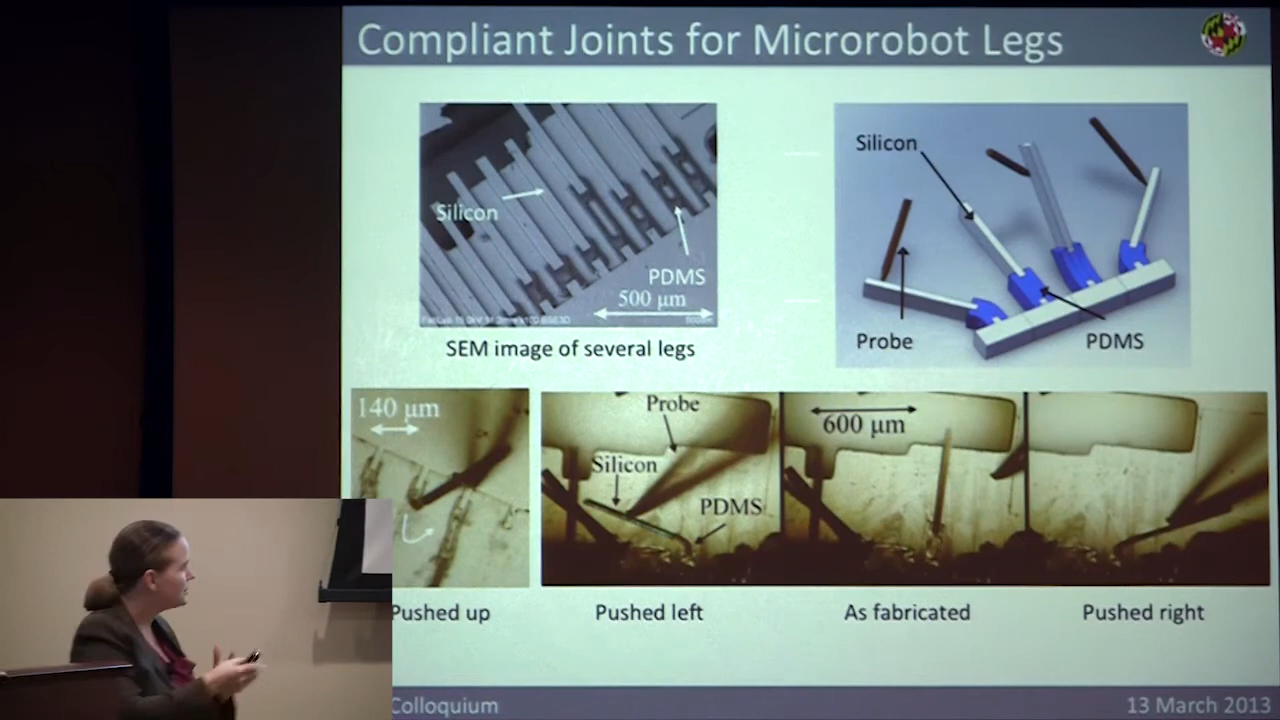 Compliant Joints for Microrobot Legs
Silicon
PDMS
500 µm
SEM image of several legs
Silicon
Probe
PDMS
140 µm
Pushed up
Probe
Silicon
PDMS
Pushed left
600 µm
As fabricated
Pushed right
Colloquium
13 March 2013